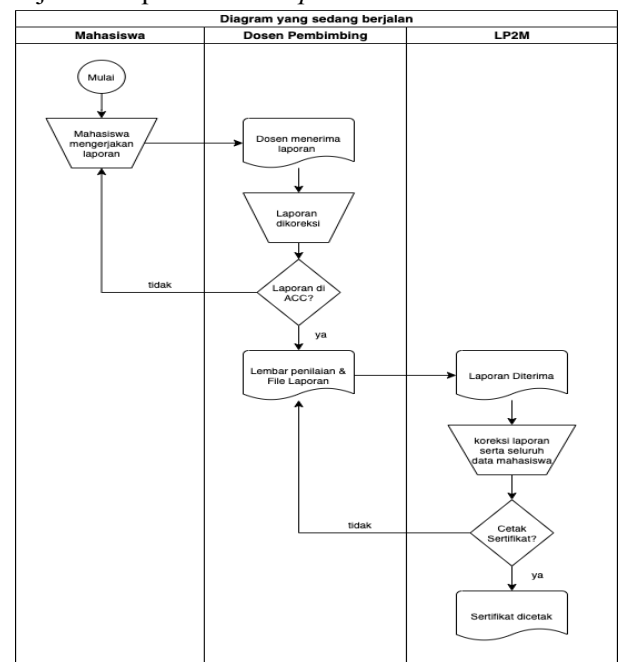 Diagram yang sedang berjalan
Mahasiswa
Dosen Pembimbing
LP2M
Mulai
Mahasiswa
mengerjakan
laporan
Dosen menerima
laporan
Laporan
dikoreksi
tidak
Laporan di
ACC?
ya
Lembar penilaian &
File Laporan
Laporan Diterima
koreksi laporan
serta seluruh
data mahasiswa
tidak
Cetak
Sertifikat?
ya
Sertifikat dicetak